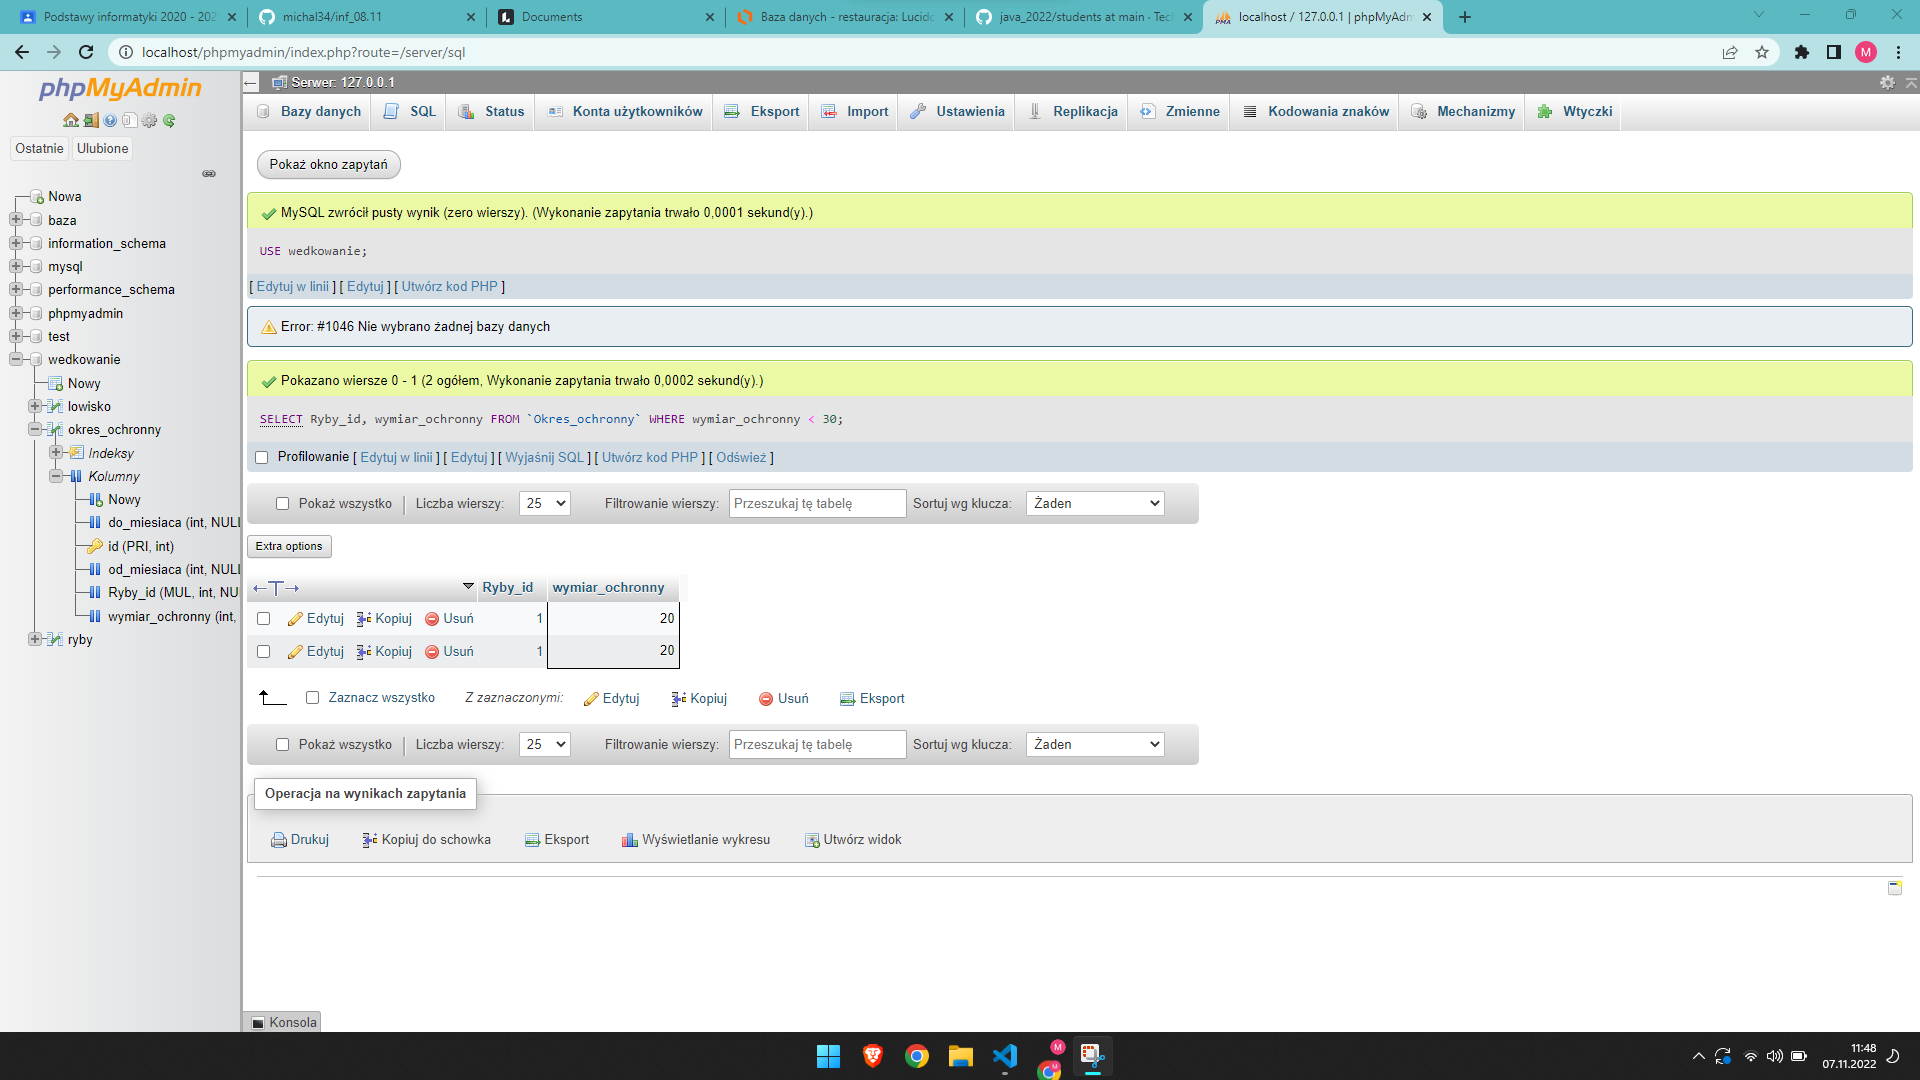 Podstawy informatyki 2020 - 202
michal34/inf_08.11
Documents
Baza danych - restauracja: Lucidc
java_2022/students at main · Tec
localhost / 127.0.0.1 | phpMyAdm
localhost/phpmyadmin/index.php?route=/server/sql
M
phpMyAdmin
Ostatnie
Ulubione
Nowa
baza
information_schema
mysql
performance_schema
phpmyadmin
test
wedkowanie
Nowy
lowisko
okres_ochronny
Indeksy
Kolumny
Nowy
do_miesiaca (int, NULL
id (PRI, int)
od_miesiaca (int, NULL
Ryby_id (MUL, int, NU
wymiar_ochronny (int,
ryby
Serwer: 127.0.0.1
Bazy danych
SQL
Status
Konta użytkowników
Eksport
Import
Ustawienia
Replikacja
Zmienne
Kodowania znaków
Mechanizmy
Wtyczki
Pokaż okno zapytań
MySQL zwrócił pusty wynik (zero wierszy). (Wykonanie zapytania trwało 0,0001 sekund(y).)
USE wedkowanie;
[ Edytuj w linii ] [ Edytuj ] [ Utwórz kod PHP ]
Error: #1046 Nie wybrano żadnej bazy danych
Pokazano wiersze 0 - 1 (2 ogółem, Wykonanie zapytania trwało 0,0002 sekund(y).)
SELECT Ryby_id, wymiar_ochronny FROM `Okres_ochronny` WHERE wymiar_ochronny < 30;
Profilowanie [ Edytuj w linii ] [ Edytuj ] [ Wyjaśnij SQL ] [ Utwórz kod PHP ] [ Odśwież ]
Pokaż wszystko | Liczba wierszy: 25 Filtrowanie wierszy: Przeszukaj tę tabelę Sortuj wg klucza: Żaden
Extra options
←T→ Ryby_id wymiar_ochronny
Edytuj Kopiuj Usuń 1 20
Edytuj Kopiuj Usuń 1 20
Zaznacz wszystko Z zaznaczonymi: Edytuj Kopiuj Usuń Eksport
Pokaż wszystko | Liczba wierszy: 25 Filtrowanie wierszy: Przeszukaj tę tabelę Sortuj wg klucza: Żaden
Operacja na wynikach zapytania
Drukuj Kopiuj do schowka Eksport Wyświetlanie wykresu Utwórz widok
Konsola
M
11:48
07.11.2022